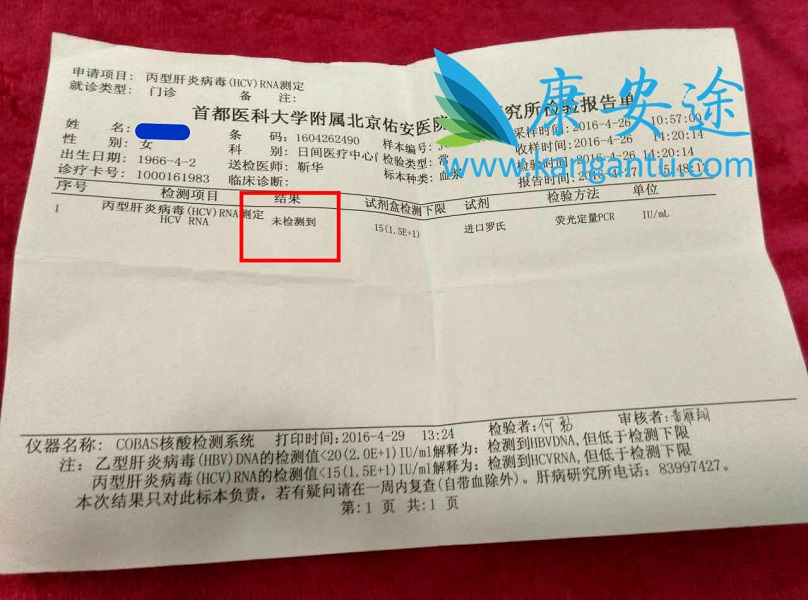 申请项目: 丙型肝炎病毒(HCV)RNA测定
就诊类型: 门诊 备 注:
首都医科大学附属北京佑安医院 研究所检验报告单
康安途
www.kangantu.com
姓 名: 条 码: 1604262490 样本编号: 采样时间: 2016-4-26 10:57:00
性 别: 女 科 别: 日间医疗中心 检验类型: 常 收样时间: 2016-4-26 14:20:14
出生日期: 1966-4-2 送检医师: 靳华 标本种类: 血浆 检验时间: 14:20:14
诊疗卡号: 1000161983 临床诊断: 报告时间:
序号 检测项目 结果 试剂盒检测下限 试剂 检验方法 单位
1 丙型肝炎病毒(HCV)RNA测定 未检测到 15(1.5E+1) 进口罗氏 荧光定量PCR IU/mL
HCV RNA
仪器名称: COBAS核酸检测系统 打印时间:2016-4-29 13:24 检验者: 审核者:
注: 乙型肝炎病毒(HBV)DNA的检测值<20(2.0E+1)IU/ml解释为: 检测到HBVDNA,但低于检测下限
丙型肝炎病毒(HCV)RNA的检测值<15(1.5E+1)IU/ml解释为: 检测到HCVRNA,但低于检测下限
本次结果只对此标本负责, 若有疑问请在一周内复查(自带血除外)。肝病研究所电话: 83997427。
第:1 页 共:1 页